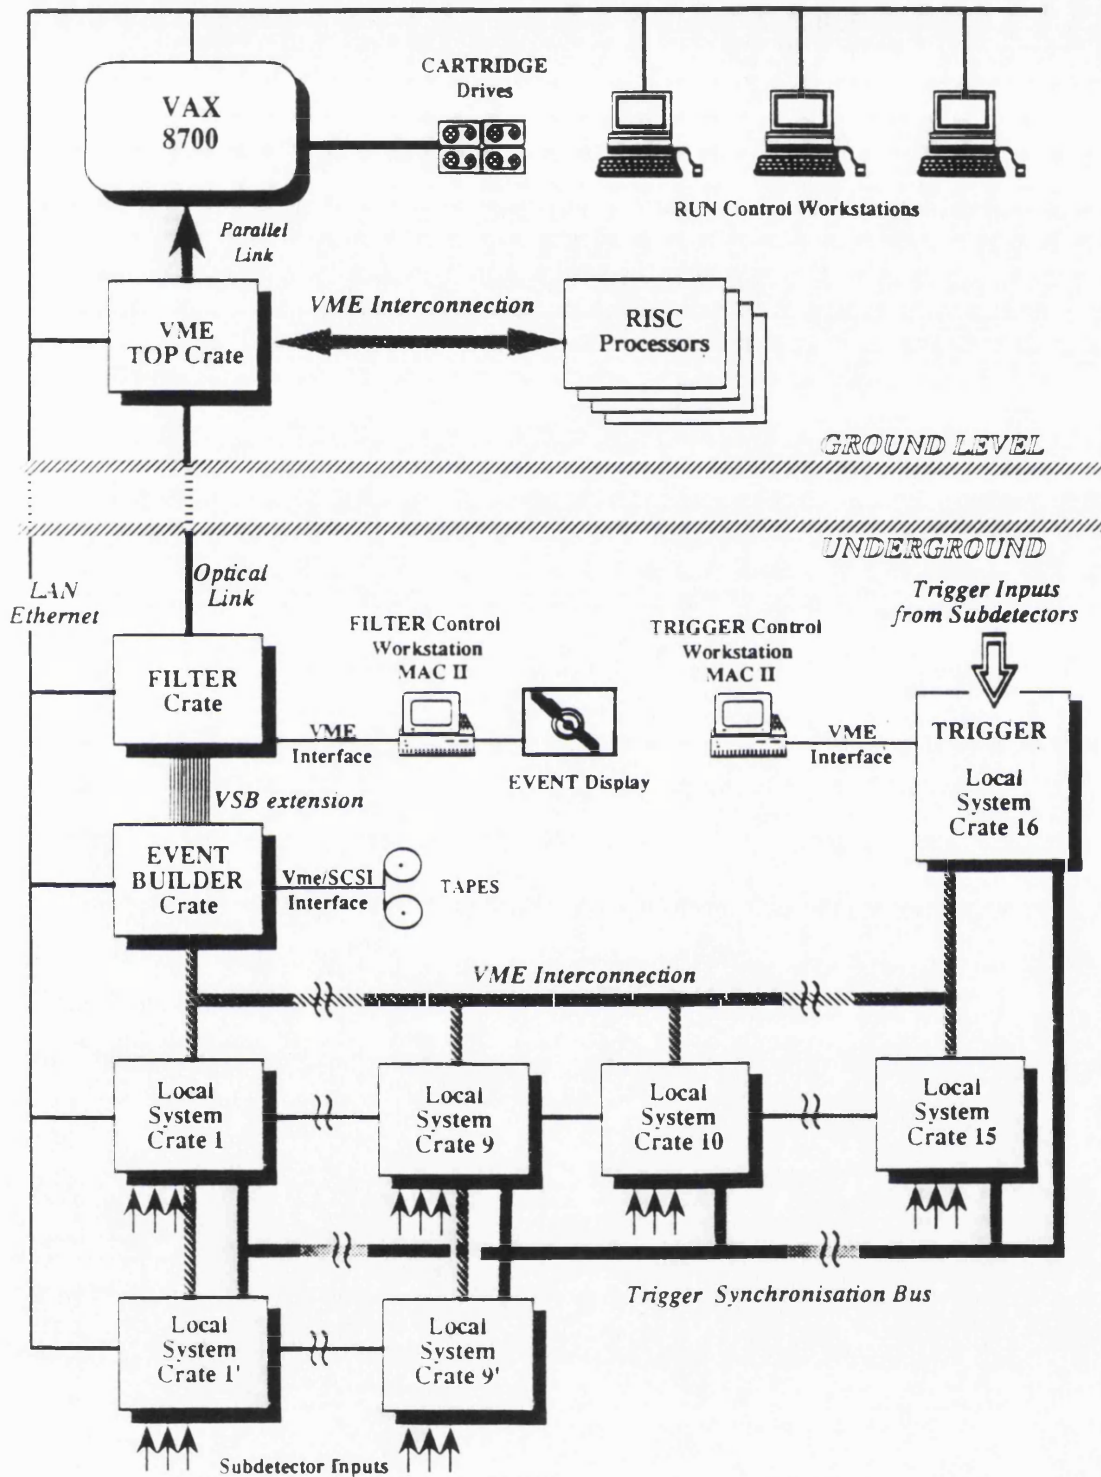 CARTRIDGE
Drives
VAX
8700
RUN Control Workstations
Parallel
Link
VME Interconnection
VME
TOP Crate
RISC
Processors
GROUND LEVEL
UNDERGROUND
LAN
Ethernet
Optical
Link
Trigger Inputs
from Subdetectors
FILTER Control
Workstation
MAC II
TRIGGER Control
Workstation
MAC II
FILTER
Crate
VME
Interface
EVENT Display
VME
Interface
TRIGGER
Local
System
Crate 16
VSB extension
EVENT
BUILDER
Crate
Vme/SCSI
Interface
TAPES
VME Interconnection
Local
System
Crate 1
Local
System
Crate 9
Local
System
Crate 10
Local
System
Crate 15
Trigger Synchronisation Bus
Local
System
Crate 1'
Local
System
Crate 9'
Subdetector Inputs